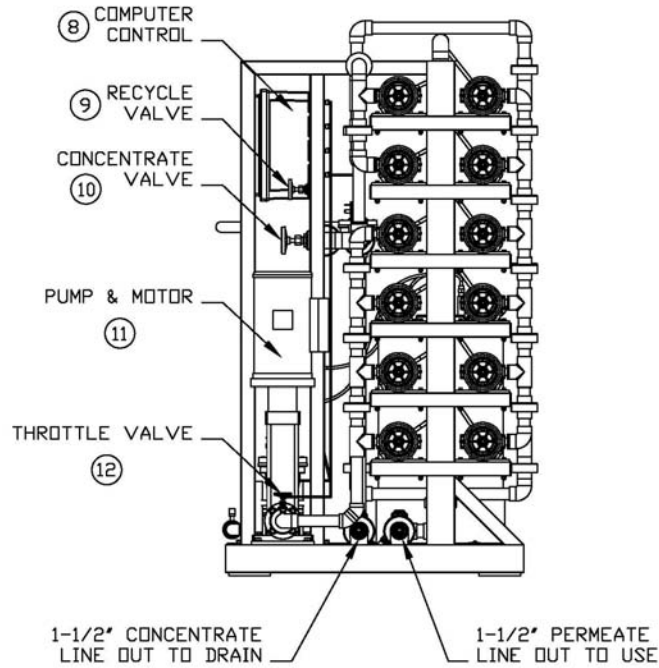 8 COMPUTER
CONTROL
9 RECYCLE
VALVE
CONCENTRATE
10 VALVE
PUMP & MOTOR
11
THROTTLE VALVE
12
1-1/2" CONCENTRATE
LINE OUT TO DRAIN
1-1/2" PERMEATE
LINE OUT TO USE